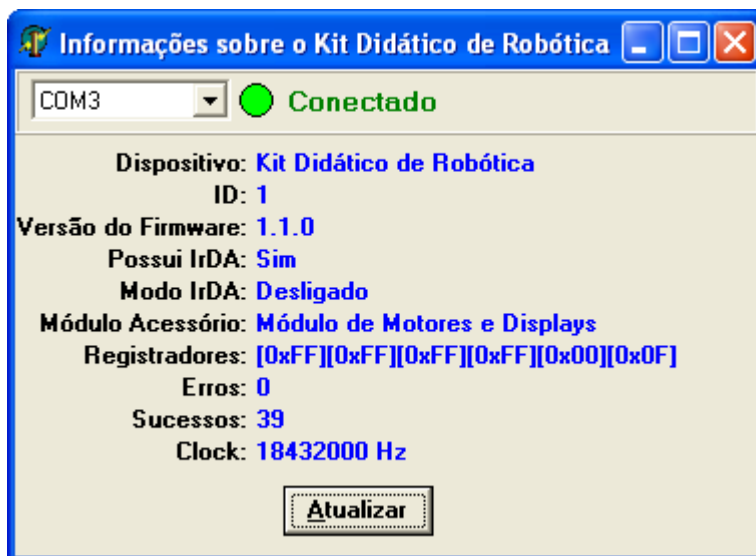 Informações sobre o Kit Didático de Robótica
COM3 Conectado
Dispositivo: Kit Didático de Robótica
ID: 1
Versão do Firmware: 1.1.0
Possui IrDA: Sim
Modo IrDA: Desligado
Módulo Acessório: Módulo de Motores e Displays
Registradores: [0xFF][0xFF][0xFF][0xFF][0x00][0x0F]
Erros: 0
Sucessos: 39
Clock: 18432000 Hz
Atualizar